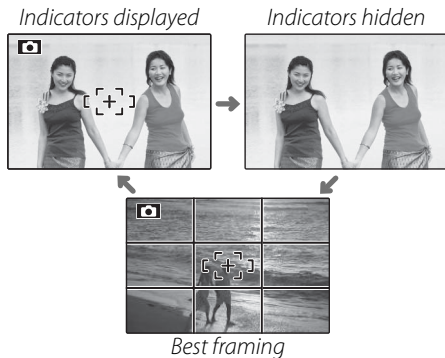 Indicators displayed
Indicators hidden
Best framing